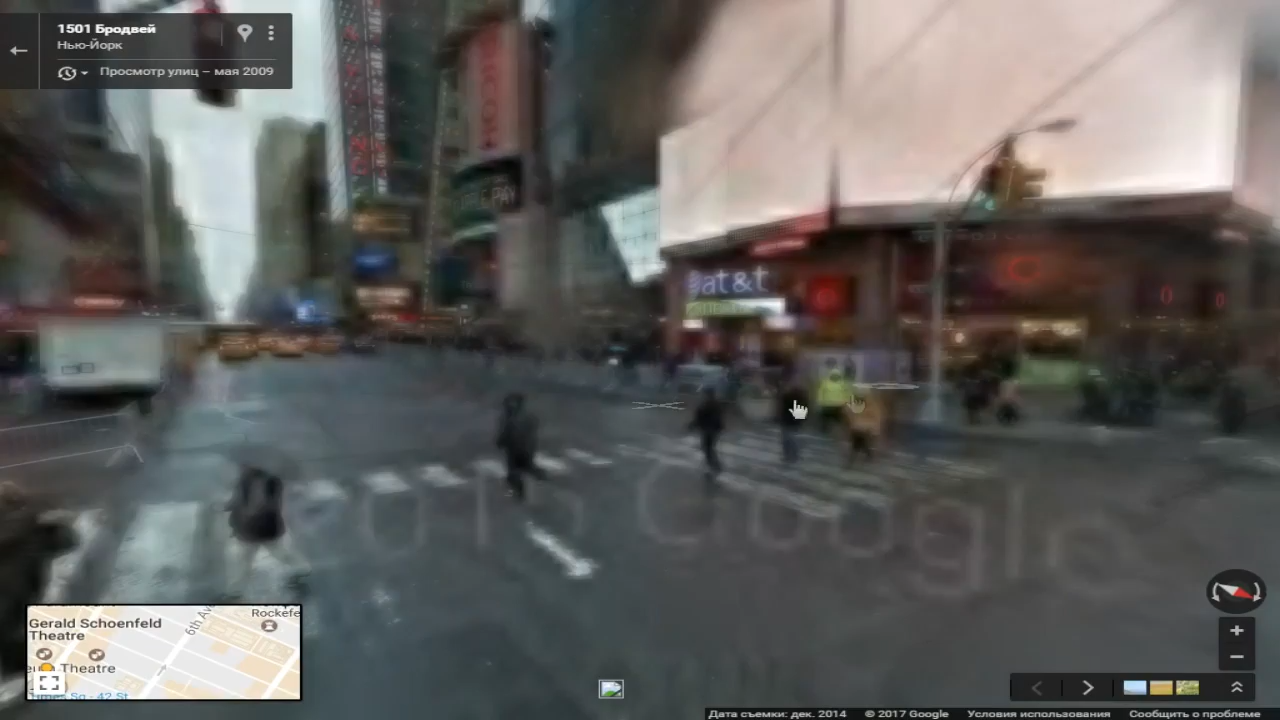 1501 Бродвей
Нью-Йорк
Просмотр улиц – мая 2009
at&t
Google
Gerald Schoenfeld
Theatre
6th Av
Rockefe
Theatre
Times Sq - 42 St
Дата съемки: дек. 2014
© 2017 Google
Условия использования
Сообщить о проблеме